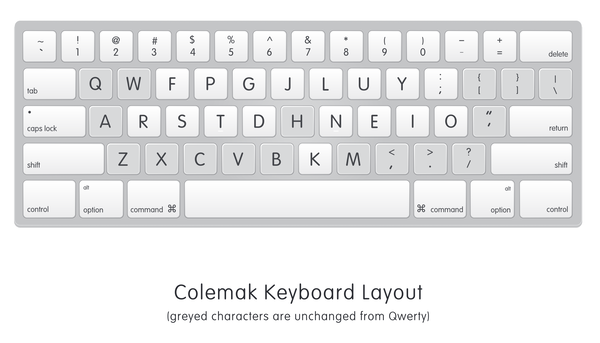 ~ ! @ # $ % ^ & * ( ) – +
` 1 2 3 4 5 6 7 8 9 0 - = delete
tab Q W F P G J L U Y : ; { [ } ] | \
caps lock A R S T D H N E I O “ ‘ return
shift Z X C V B K M < , > . ? / shift
control alt option command ⌘ ⌘ command alt option control
Colemak Keyboard Layout
(greyed characters are unchanged from Qwerty)